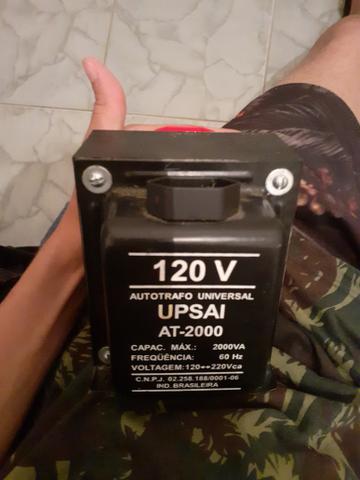 120 V
AUTOTRAFO UNIVERSAL
UPSAI
AT-2000
CAPAC. MÁX.: 2000VA
FREQÜÊNCIA: 60 Hz
VOLTAGEM:120↔220Vca
C.N.P.J. 02.258.188/0001-06
IND.BRASILEIRA